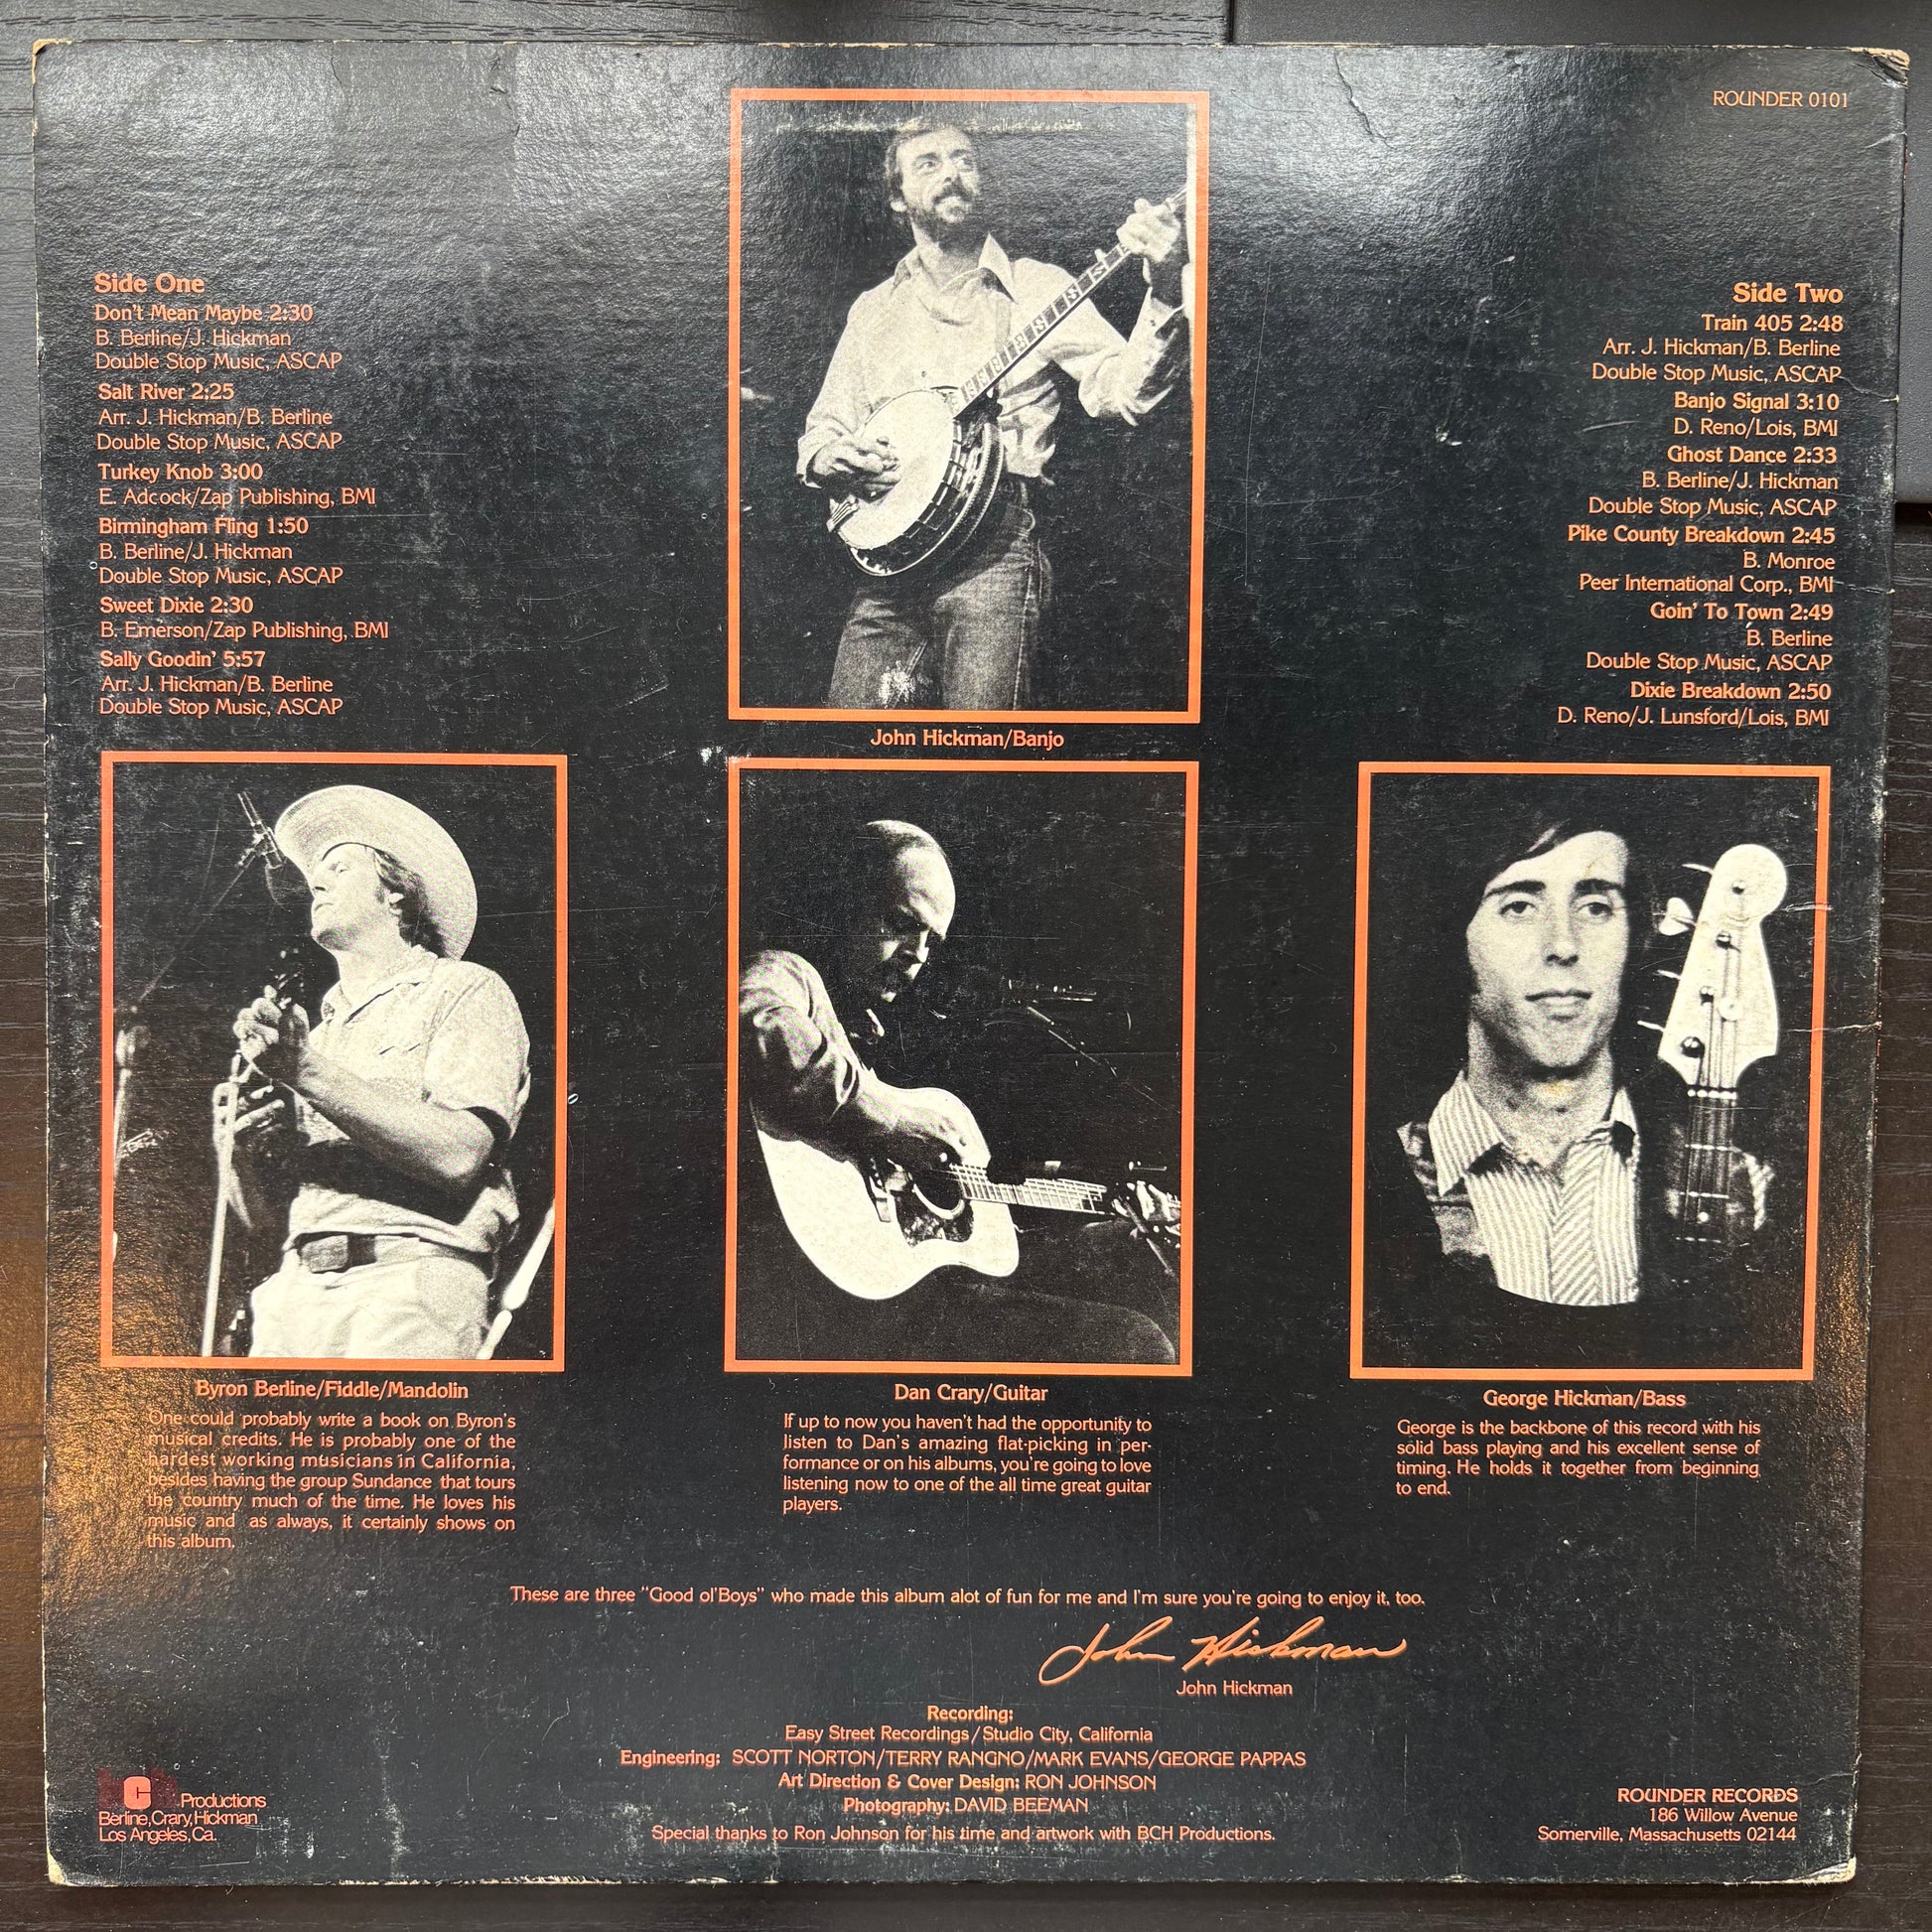 ROUNDER 0101
Side One
Don't Mean Maybe 2:30
B. Berline/J. Hickman
Double Stop Music, ASCAP
Salt River 2:25
Arr. J. Hickman/B. Berline
Double Stop Music, ASCAP
Turkey Knob 3:00
E. Adcock/Zap Publishing, BMI
Birmingham Fling 1:50
B. Berline/J. Hickman
Double Stop Music, ASCAP
Sweet Dixie 2:30
B. Emerson/Zap Publishing, BMI
Sally Goodin' 5:57
Arr. J. Hickman/B. Berline
Double Stop Music, ASCAP
Side Two
Train 405 2:48
Arr. J. Hickman/B. Berline
Double Stop Music, ASCAP
Banjo Signal 3:10
D. Reno/Lois, BMI
Ghost Dance 2:33
B. Berline/J. Hickman
Double Stop Music, ASCAP
Pike County Breakdown 2:45
B. Monroe
Peer International Corp., BMI
Goin' To Town 2:49
B. Berline
Double Stop Music, ASCAP
Dixie Breakdown 2:50
D. Reno/J. Lunsford/Lois, BMI
John Hickman/Banjo
Byron Berline/Fiddle/Mandolin
One could probably write a book on Byron's
musical credits. He is probably one of the
hardest working musicians in California,
besides having the group Sundance that tours
the country much of the time. He loves his
music and as always, it certainly shows on
this album.
Dan Crary/Guitar
If up to now you haven't had the opportunity to
listen to Dan's amazing flat-picking in per-
formance or on his albums, you're going to love
listening now to one of the all time great guitar
players.
George Hickman/Bass
George is the backbone of this record with his
solid bass playing and his excellent sense of
timing. He holds it together from beginning
to end.
These are three "Good ol'Boys" who made this album alot of fun for me and I'm sure you're going to enjoy it, too.
John Hickman
John Hickman
Recording:
Easy Street Recordings/Studio City, California
Engineering: SCOTT NORTON/TERRY RANGNO/MARK EVANS/GEORGE PAPPAS
Art Direction & Cover Design: RON JOHNSON
Photography: DAVID BEEMAN
Special thanks to Ron Johnson for his time and artwork with BCH Productions.
bch Productions
Berline, Crary, Hickman
Los Angeles, Ca.
ROUNDER RECORDS
186 Willow Avenue
Somerville, Massachusetts 02144